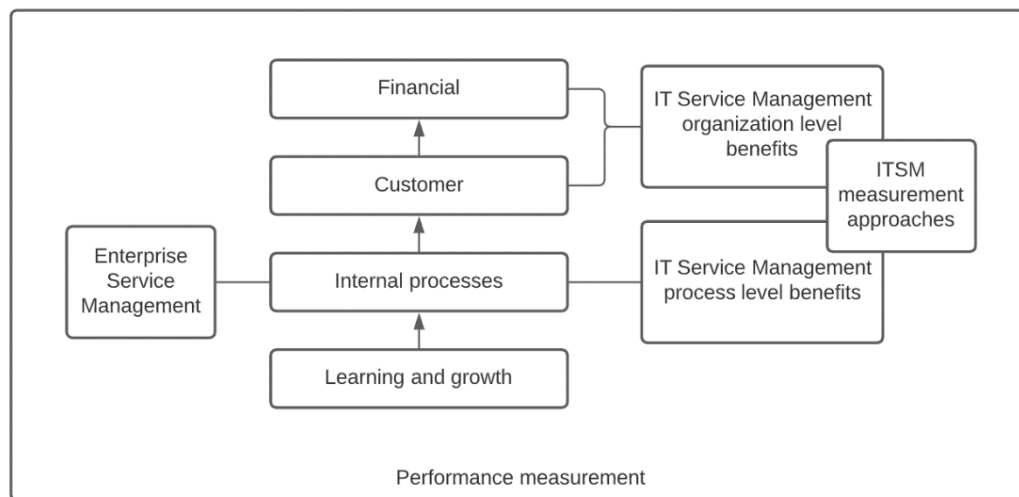 Financial
IT Service Management
organization level
benefits
Customer
ITSM
measurement
approaches
Enterprise
Service
Management
Internal processes
IT Service Management
process level benefits
Learning and growth
Performance measurement